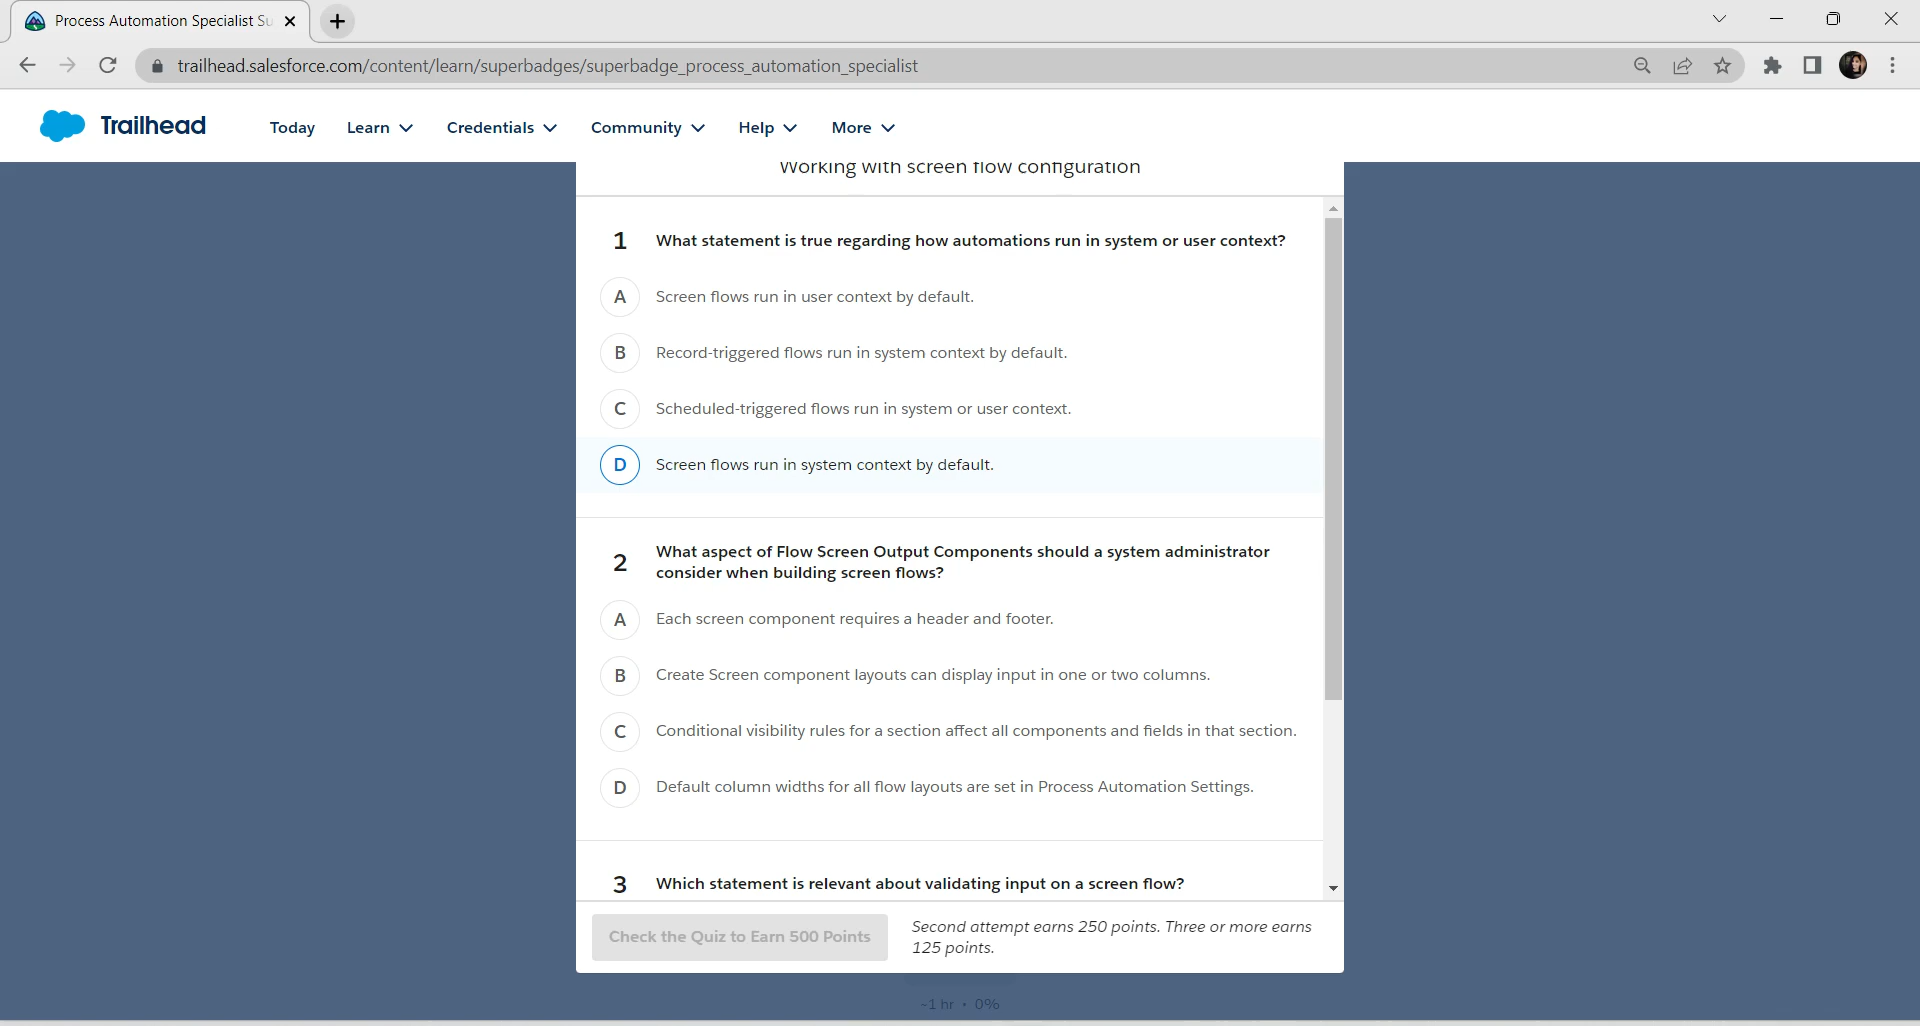 Process Automation Specialist Su
trailhead.salesforce.com/content/learn/superbadges/superbadge_process_automation_specialist
Trailhead
Today Learn Credentials Community Help More
Working with screen flow configuration
1 What statement is true regarding how automations run in system or user context?
A Screen flows run in user context by default.
B Record-triggered flows run in system context by default.
C Scheduled-triggered flows run in system or user context.
D Screen flows run in system context by default.
2 What aspect of Flow Screen Output Components should a system administrator
consider when building screen flows?
A Each screen component requires a header and footer.
B Create Screen component layouts can display input in one or two columns.
C Conditional visibility rules for a section affect all components and fields in that section.
D Default column widths for all flow layouts are set in Process Automation Settings.
3 Which statement is relevant about validating input on a screen flow?
Check the Quiz to Earn 500 Points
Second attempt earns 250 points. Three or more earns
125 points.
~1 hr • 0%